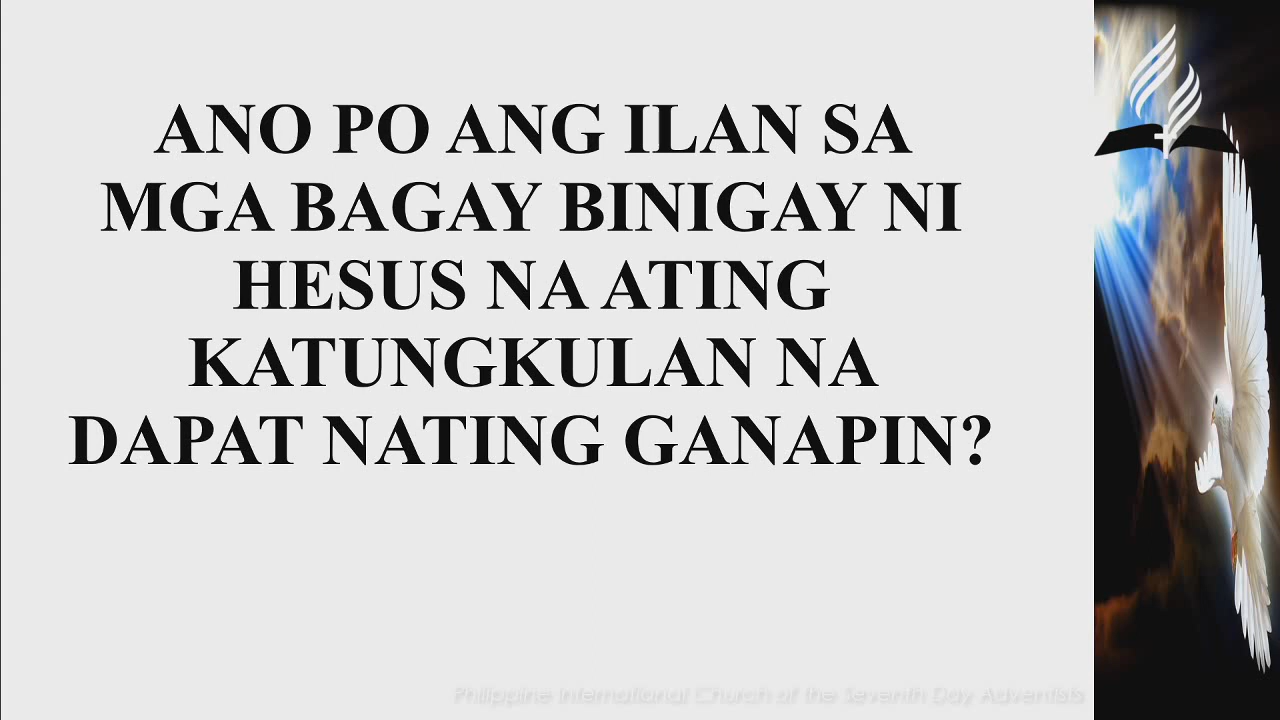 ANO PO ANG ILAN SA
MGA BAGAY BINIGAY NI
HESUS NA ATING
KATUNGKULAN NA
DAPAT NATING GANAPIN?
Philippine International Church of the Seventh Day Adventists